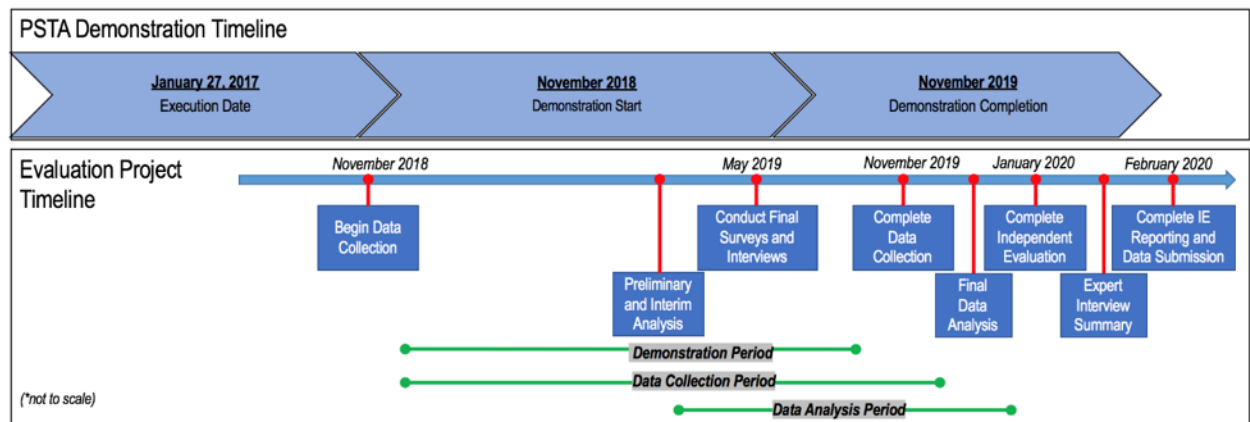 PSTA Demonstration Timeline
January 27, 2017
Execution Date
November 2018
Demonstration Start
November 2019
Demonstration Completion
Evaluation Project
Timeline
November 2018
May 2019
November 2019
January 2020
February 2020
Begin Data
Collection
Preliminary
and Interim
Analysis
Conduct Final
Surveys and
Interviews
Complete
Data
Collection
Final
Data
Analysis
Complete
Independent
Evaluation
Expert
Interview
Summary
Complete IE
Reporting and
Data Submission
Demonstration Period
Data Collection Period
Data Analysis Period
(*not to scale)